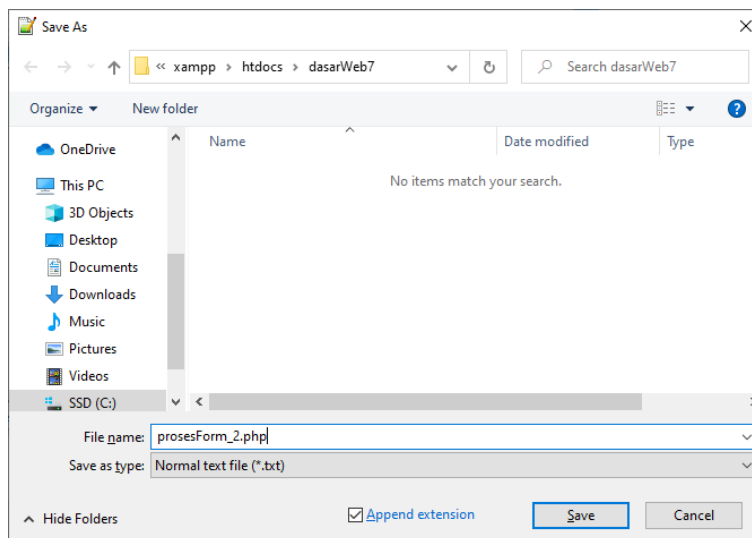 Save As
« xampp › htdocs › dasarWeb7
Search dasarWeb7
Organize
New folder
?
Name
Date modified
Type
No items match your search.
OneDrive
This PC
3D Objects
Desktop
Documents
Downloads
Music
Pictures
Videos
SSD (C:)
File name: prosesForm_2.php
Save as type: Normal text file (*.txt)
Hide Folders
Append extension
Save
Cancel